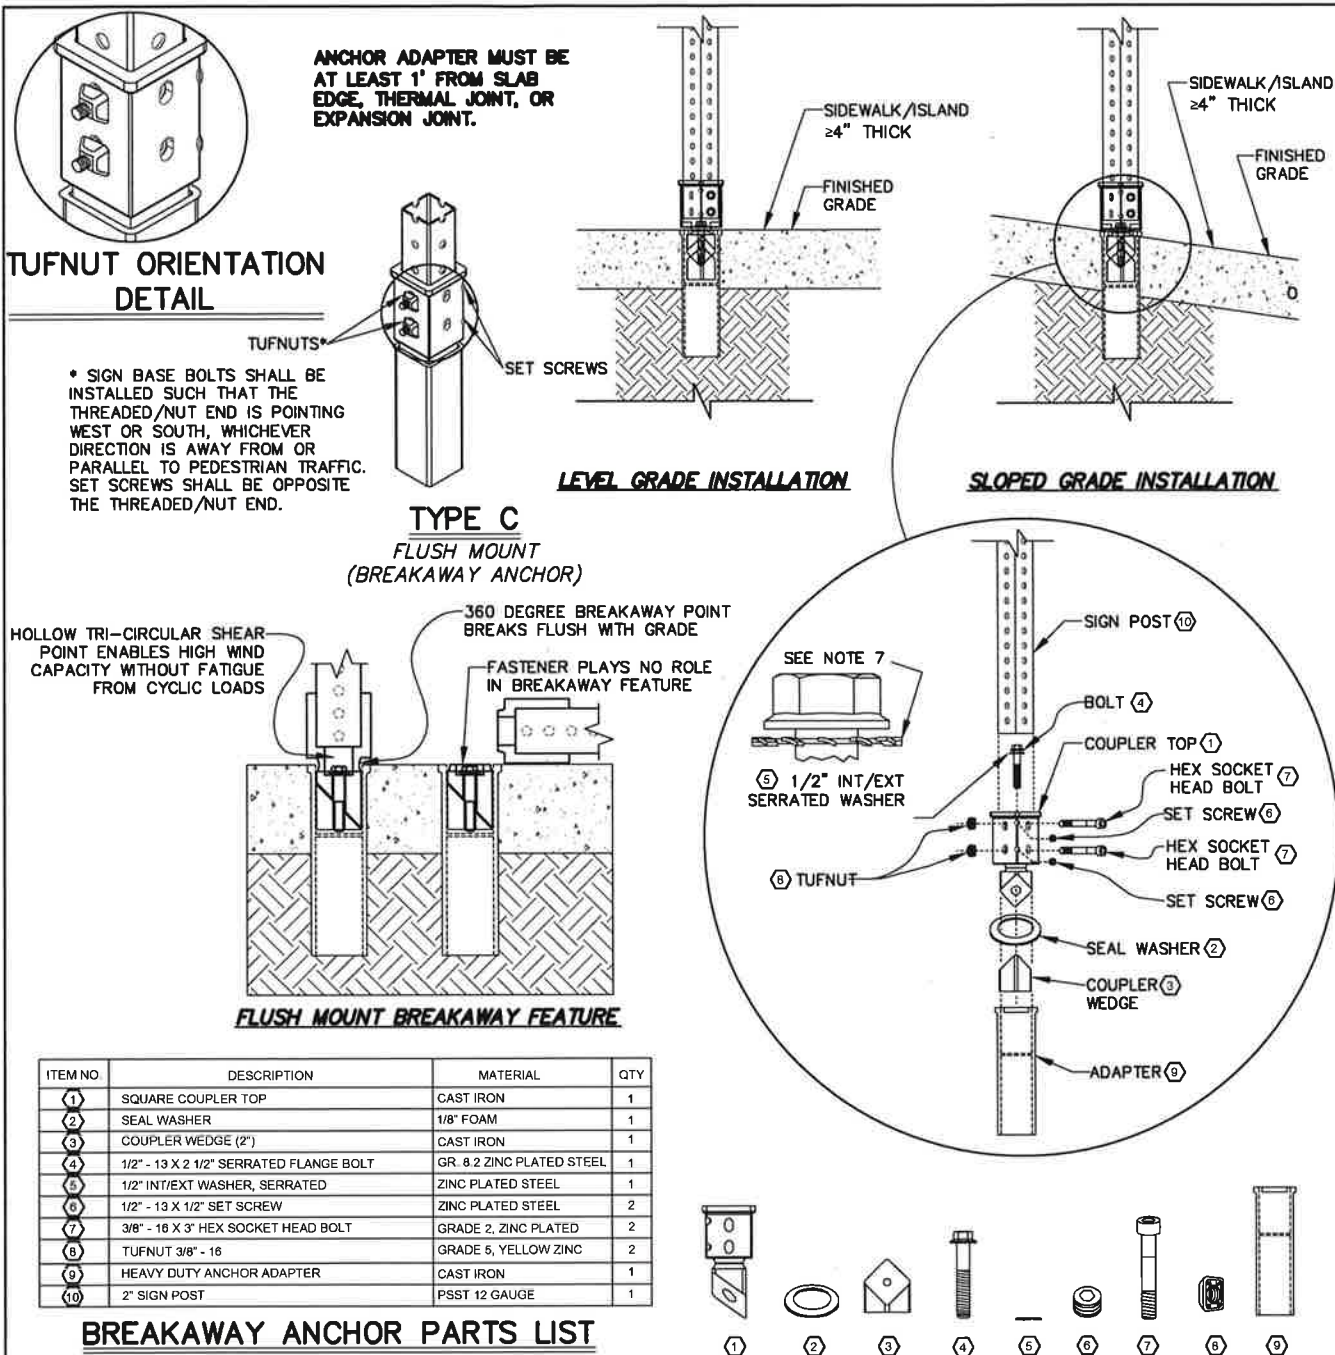 ANCHOR ADAPTER MUST BE
AT LEAST 1' FROM SLAB
EDGE, THERMAL JOINT, OR
EXPANSION JOINT.
TUFNUT ORIENTATION
DETAIL
TUFNUTS*
SET SCREWS
* SIGN BASE BOLTS SHALL BE
INSTALLED SUCH THAT THE
THREADED/NUT END IS POINTING
WEST OR SOUTH, WHICHEVER
DIRECTION IS AWAY FROM OR
PARALLEL TO PEDESTRIAN TRAFFIC.
SET SCREWS SHALL BE OPPOSITE
THE THREADED/NUT END.
TYPE C
FLUSH MOUNT
(BREAKAWAY ANCHOR)
SIDEWALK/ISLAND
≥4" THICK
FINISHED
GRADE
LEVEL GRADE INSTALLATION
SIDEWALK/ISLAND
≥4" THICK
FINISHED
GRADE
SLOPED GRADE INSTALLATION
HOLLOW TRI-CIRCULAR SHEAR
POINT ENABLES HIGH WIND
CAPACITY WITHOUT FATIGUE
FROM CYCLIC LOADS
360 DEGREE BREAKAWAY POINT
BREAKS FLUSH WITH GRADE
FASTENER PLAYS NO ROLE
IN BREAKAWAY FEATURE
FLUSH MOUNT BREAKAWAY FEATURE
SEE NOTE 7
5 1/2" INT/EXT
SERRATED WASHER
8 TUFNUT
SIGN POST 10
BOLT 4
COUPLER TOP 1
HEX SOCKET 7
HEAD BOLT
SET SCREW 6
HEX SOCKET 7
HEAD BOLT
SET SCREW 6
SEAL WASHER 2
COUPLER 3
WEDGE
ADAPTER 9
ITEM NO. DESCRIPTION MATERIAL QTY
1 SQUARE COUPLER TOP CAST IRON 1
2 SEAL WASHER 1/8" FOAM 1
3 COUPLER WEDGE (2") CAST IRON 1
4 1/2" - 13 X 2 1/2" SERRATED FLANGE BOLT GR. 8.2 ZINC PLATED STEEL 1
5 1/2" INT/EXT WASHER, SERRATED ZINC PLATED STEEL 1
6 1/2" - 13 X 1/2" SET SCREW ZINC PLATED STEEL 2
7 3/8" - 16 X 3" HEX SOCKET HEAD BOLT GRADE 2, ZINC PLATED 2
8 TUFNUT 3/8" - 16 GRADE 5, YELLOW ZINC 2
9 HEAVY DUTY ANCHOR ADAPTER CAST IRON 1
10 2" SIGN POST PSST 12 GAUGE 1
BREAKAWAY ANCHOR PARTS LIST
1 2 3 4 5 6 7 8 9